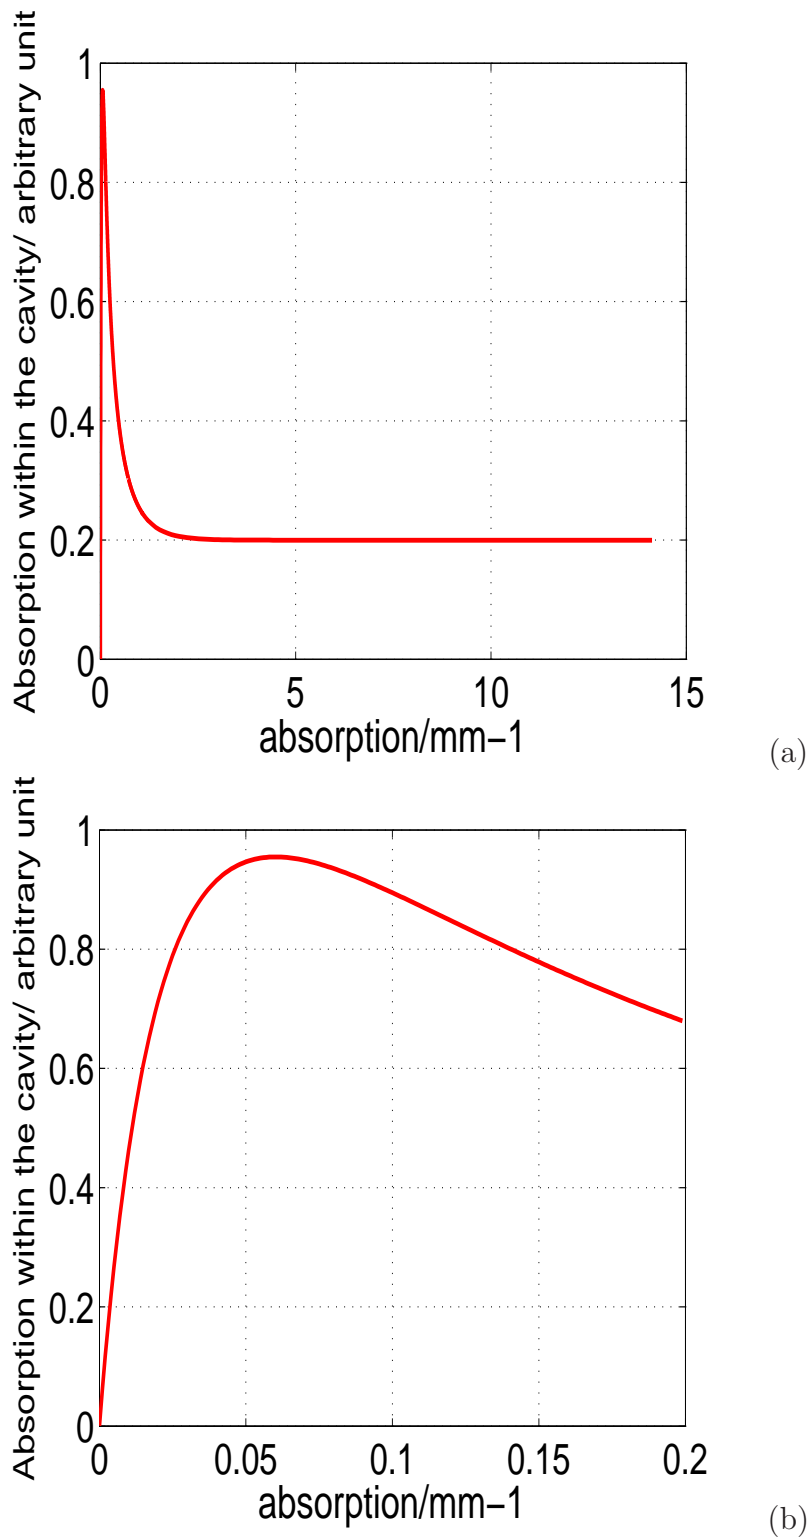 Absorption within the cavity/ arbitrary unit
1
0.8
0.6
0.4
0.2
0
0 5 10 15
absorption/mm-1
(a)
Absorption within the cavity/ arbitrary unit
1
0.8
0.6
0.4
0.2
0
0 0.05 0.1 0.15 0.2
absorption/mm-1
(b)